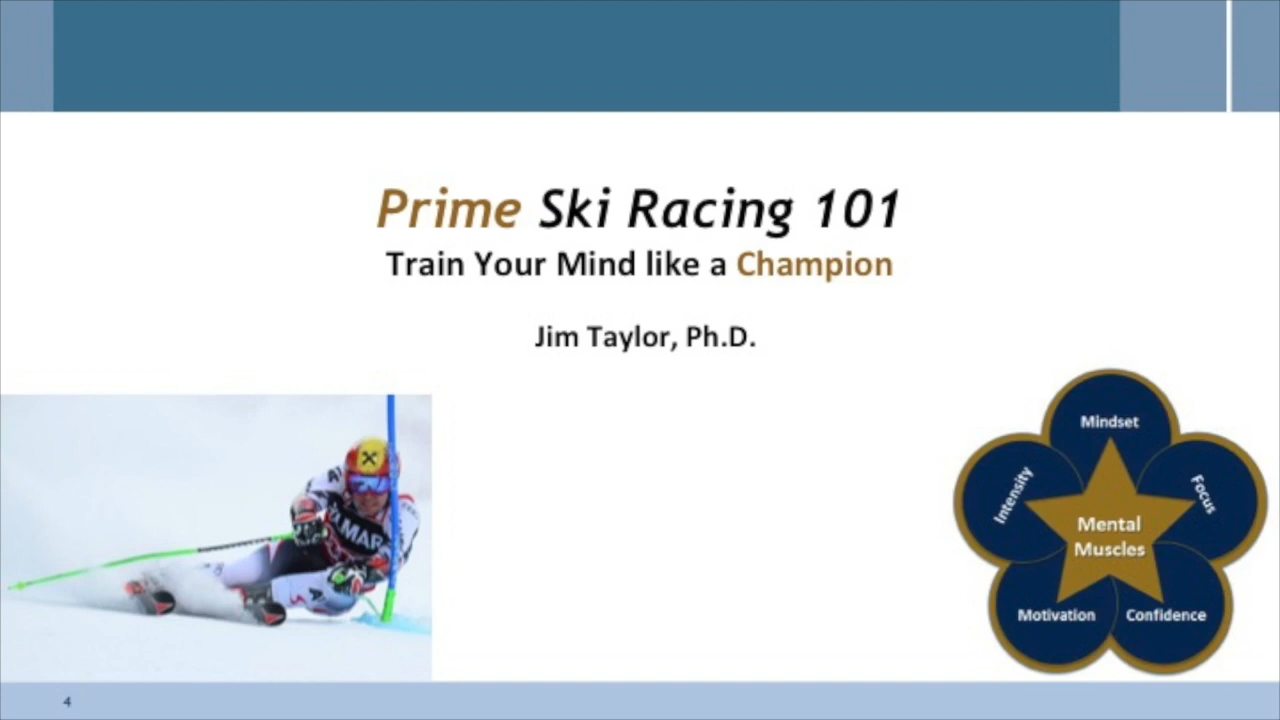 Prime Ski Racing 101
Train Your Mind like a Champion
Jim Taylor, Ph.D.
Mindset
Intensity
Focus
Mental
Muscles
Motivation
Confidence
4